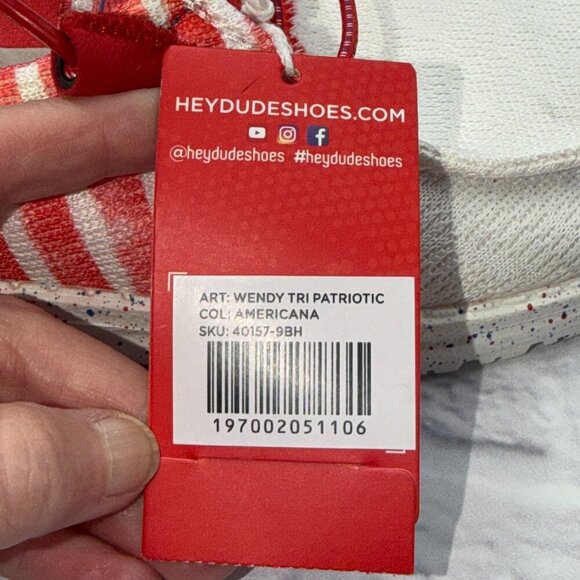 HEYDUDESHOES.COM
@heydudeshoes #heydudeshoes
ART: WENDY TRI PATRIOTIC
COL: AMERICANA
SKU: 40157-9BH
197002051106